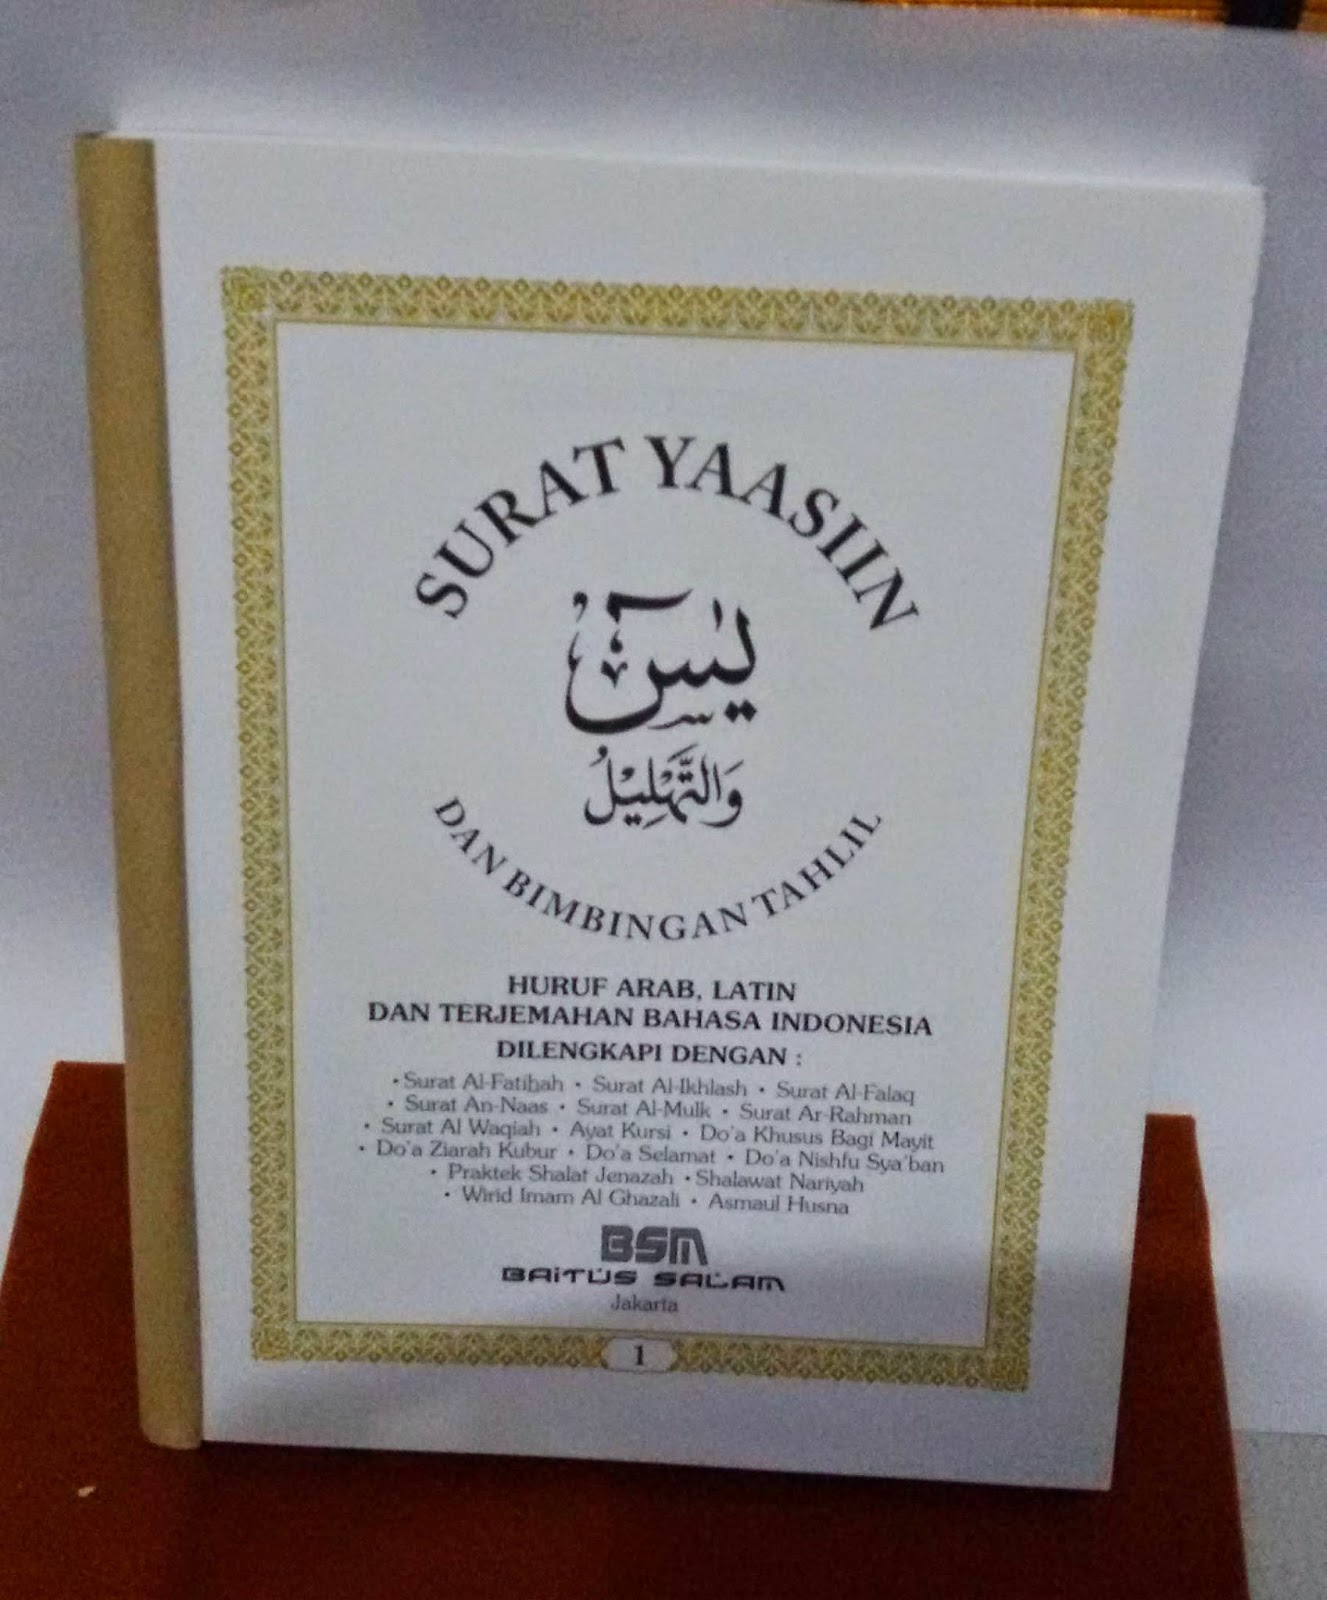 SURAT YAASIIN
يٰسٓ
وَالتَّهْلِيْلُ
DAN BIMBINGAN TAHLIL
HURUF ARAB, LATIN
DAN TERJEMAHAN BAHASA INDONESIA
DILENGKAPI DENGAN :
• Surat Al-Fatihah • Surat Al-Ikhlash • Surat Al-Falaq
• Surat An-Naas • Surat Al-Mulk • Surat Ar-Rahman
• Surat Al Waqiah • Ayat Kursi • Do'a Khusus Bagi Mayit
• Do'a Ziarah Kubur • Do'a Selamat • Do'a Nishfu Sya'ban
• Praktek Shalat Jenazah • Shalawat Nariyah
• Wirid Imam Al Ghazali • Asmaul Husna
BSM
BAITUS SALAM
Jakarta
1